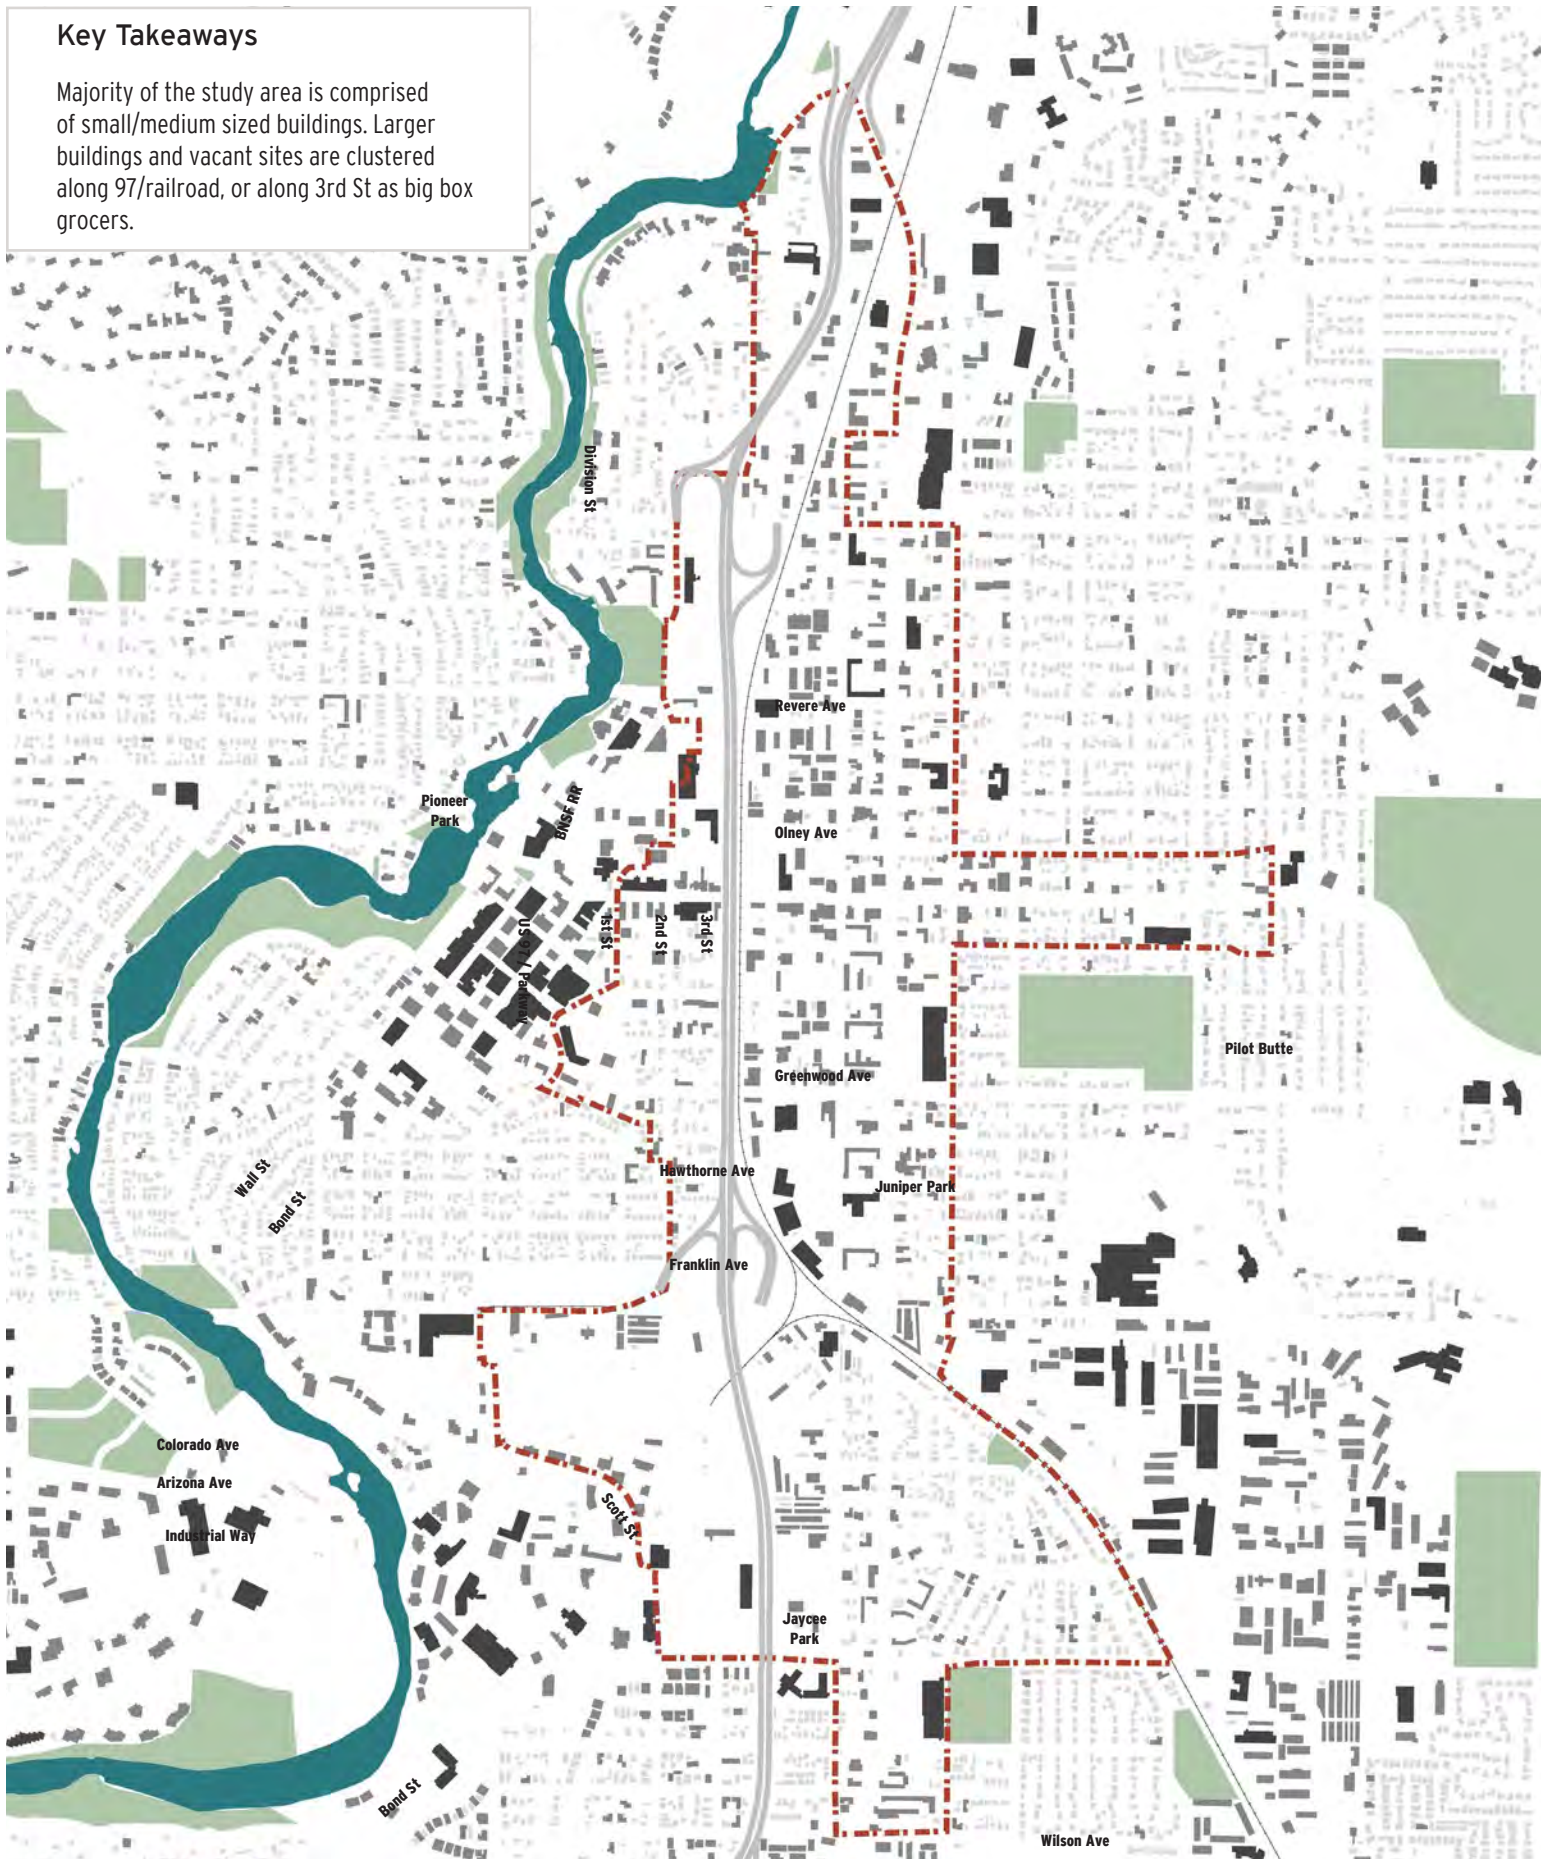 Key Takeaways
Majority of the study area is comprised
of small/medium sized buildings. Larger
buildings and vacant sites are clustered
along 97/railroad, or along 3rd St as big box
grocers.
Division St
Revere Ave
Pioneer
Park
BNSF RR
Olney Ave
US 97 / Parkway
1st St
2nd St
3rd St
Pilot Butte
Greenwood Ave
Hawthorne Ave
Juniper Park
Wall St
Bond St
Franklin Ave
Colorado Ave
Arizona Ave
Industrial Way
Scott St
Jaycee
Park
Bond St
Wilson Ave